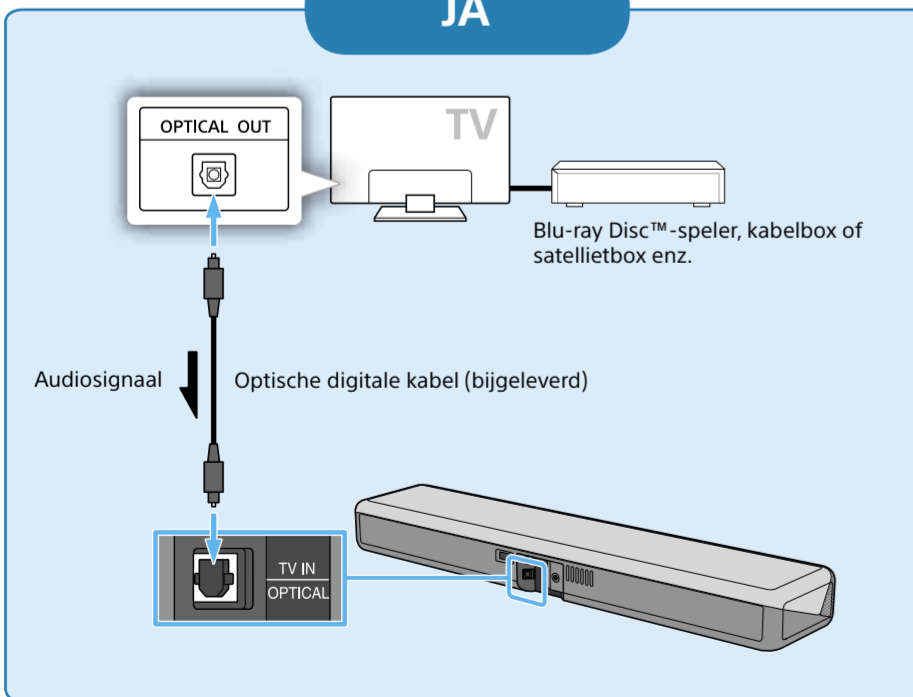 JA
OPTICAL OUT
TV
Blu-ray Disc™-speler, kabelbox of
satellietbox enz.
Audiosignaal
Optische digitale kabel (bijgeleverd)
TV IN
OPTICAL